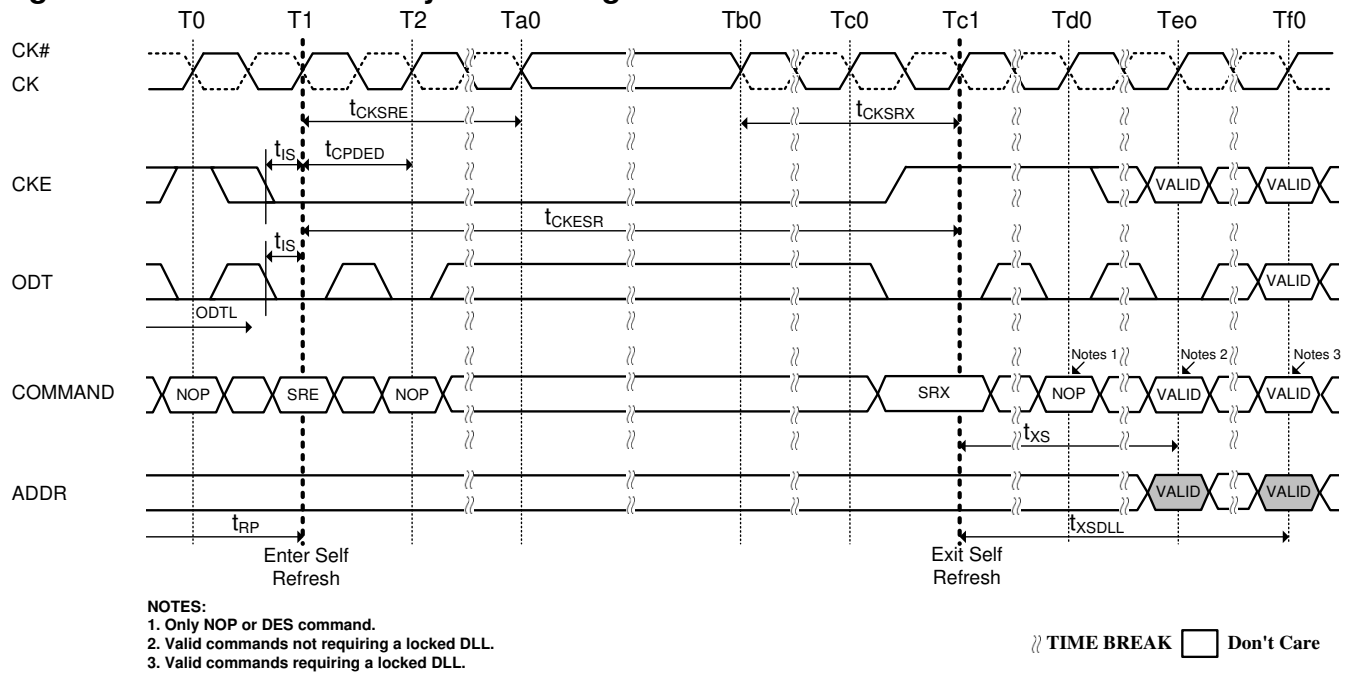 T0 T1 T2 Ta0 Tb0 Tc0 Tc1 Td0 Teo Tf0
CK#
CK
tCKSRE tCKSRX
tIS tCPDED
CKE VALID VALID
tCKESR
tIS
ODT VALID
ODTL
Notes 1 Notes 2 Notes 3
COMMAND NOP SRE NOP SRX NOP VALID VALID
tXS
ADDR VALID VALID
tRP tXSDLL
Enter Self Refresh
Exit Self Refresh
NOTES:
1. Only NOP or DES command.
2. Valid commands not requiring a locked DLL.
3. Valid commands requiring a locked DLL.
TIME BREAK Don't Care